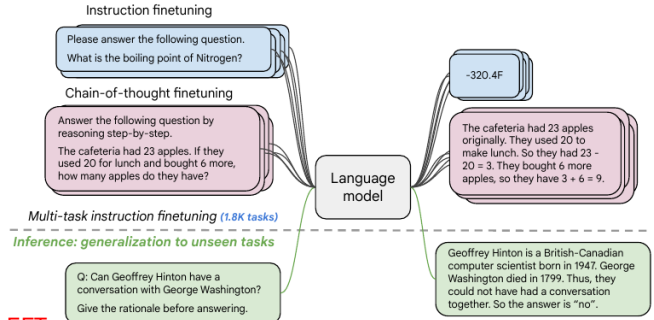 Instruction finetuning
Please answer the following question.
What is the boiling point of Nitrogen?
-320.4F
Chain-of-thought finetuning
Answer the following question by
reasoning step-by-step.
The cafeteria had 23 apples. If they
used 20 for lunch and bought 6 more,
how many apples do they have?
Language
model
The cafeteria had 23 apples
originally. They used 20 to
make lunch. So they had 23 -
20 = 3. They bought 6 more
apples, so they have 3 + 6 = 9.
Multi-task instruction finetuning (1.8K tasks)
Inference: generalization to unseen tasks
Q: Can Geoffrey Hinton have a
conversation with George Washington?
Give the rationale before answering.
Geoffrey Hinton is a British-Canadian
computer scientist born in 1947. George
Washington died in 1799. Thus, they
could not have had a conversation
together. So the answer is “no”.